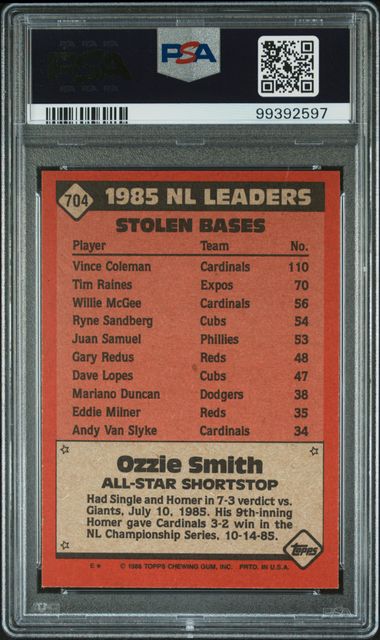 PSA
PSA
99392597
704 1985 NL LEADERS
STOLEN BASES
Player Team No.
Vince Coleman Cardinals 110
Tim Raines Expos 70
Willie McGee Cardinals 56
Ryne Sandberg Cubs 54
Juan Samuel Phillies 53
Gary Redus Reds 48
Dave Lopes Cubs 47
Mariano Duncan Dodgers 38
Eddie Milner Reds 35
Andy Van Slyke Cardinals 34
Ozzie Smith
ALL-STAR SHORTSTOP
Had Single and Homer in 7-3 verdict vs.
Giants, July 10, 1985. His 9th-inning
Homer gave Cardinals 3-2 win in the
NL Championship Series, 10-14-85.
Topps
E* © 1986 TOPPS CHEWING GUM, INC. PRTD. IN U.S.A.